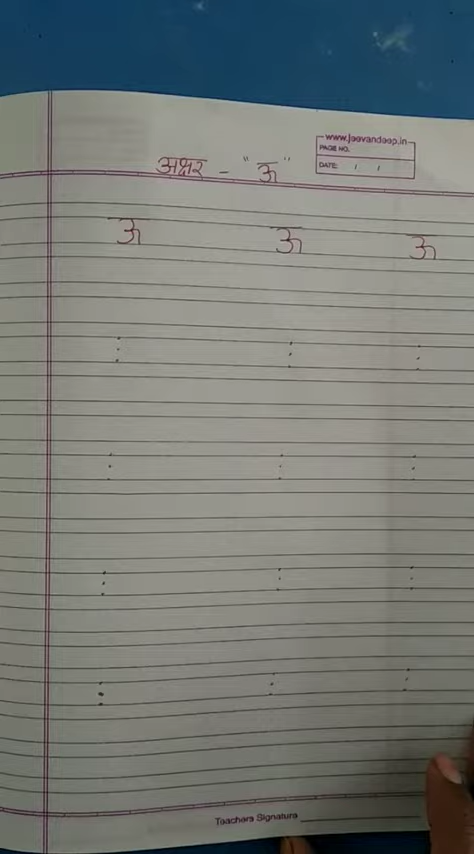 www.jeevandeep.in
PAGE NO.
DATE: / /
अक्षर - "ऊ"
ऊ ऊ ऊ
Teachers Signature